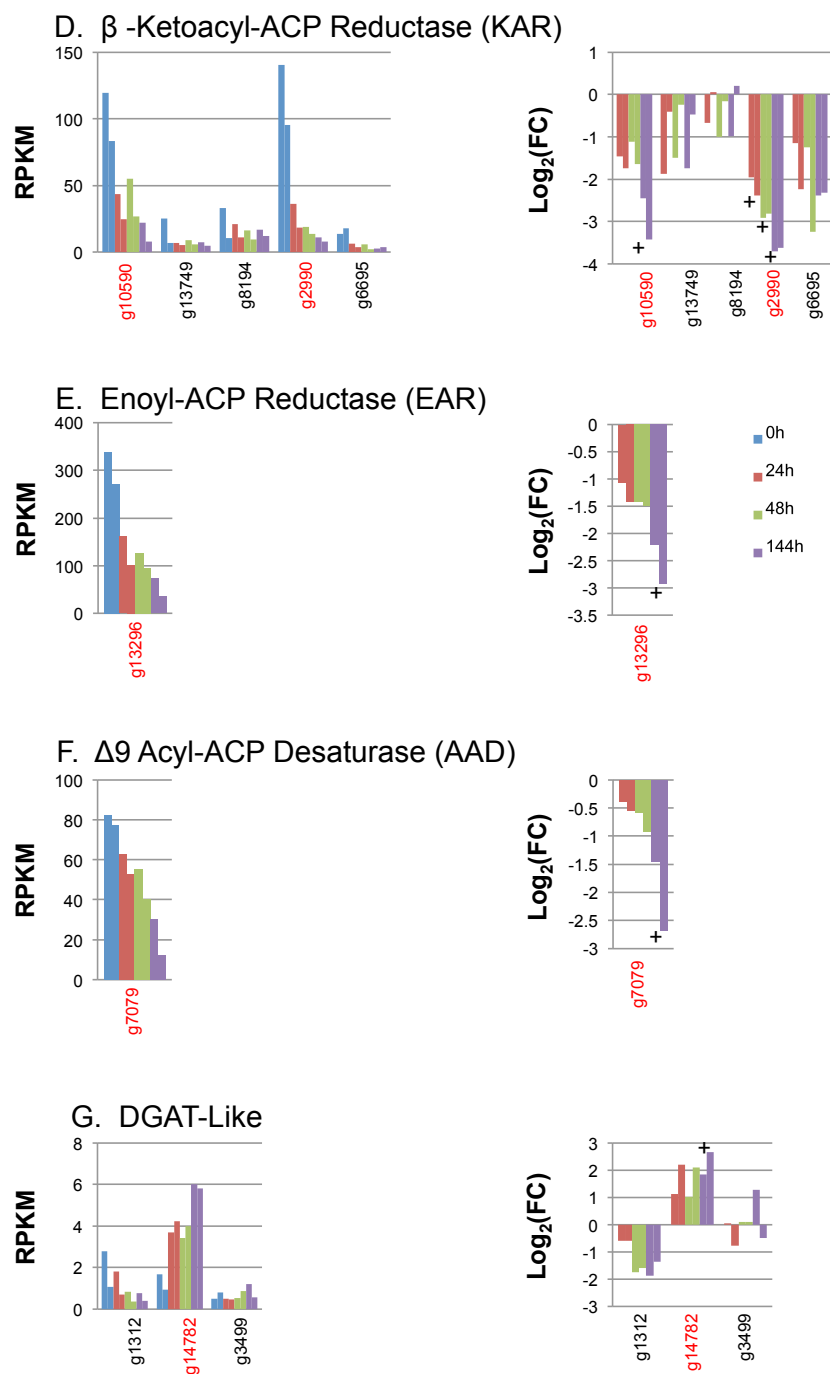 D. β -Ketoacyl-ACP Reductase (KAR)
RPKM
150
100
50
0
g10590
g13749
g8194
g2990
g6695
Log2(FC)
1
0
-1
-2
-3
-4
+
+
+
+
g10590
g13749
g8194
g2990
g6695
E. Enoyl-ACP Reductase (EAR)
RPKM
400
300
200
100
0
g13296
Log2(FC)
0
-0.5
-1
-1.5
-2
-2.5
-3
-3.5
+
g13296
0h
24h
48h
144h
F. Δ9 Acyl-ACP Desaturase (AAD)
RPKM
100
80
60
40
20
0
g7079
Log2(FC)
0
-0.5
-1
-1.5
-2
-2.5
-3
+
g7079
G. DGAT-Like
RPKM
8
6
4
2
0
g1312
g14782
g3499
Log2(FC)
3
2
1
0
-1
-2
-3
+
g1312
g14782
g3499